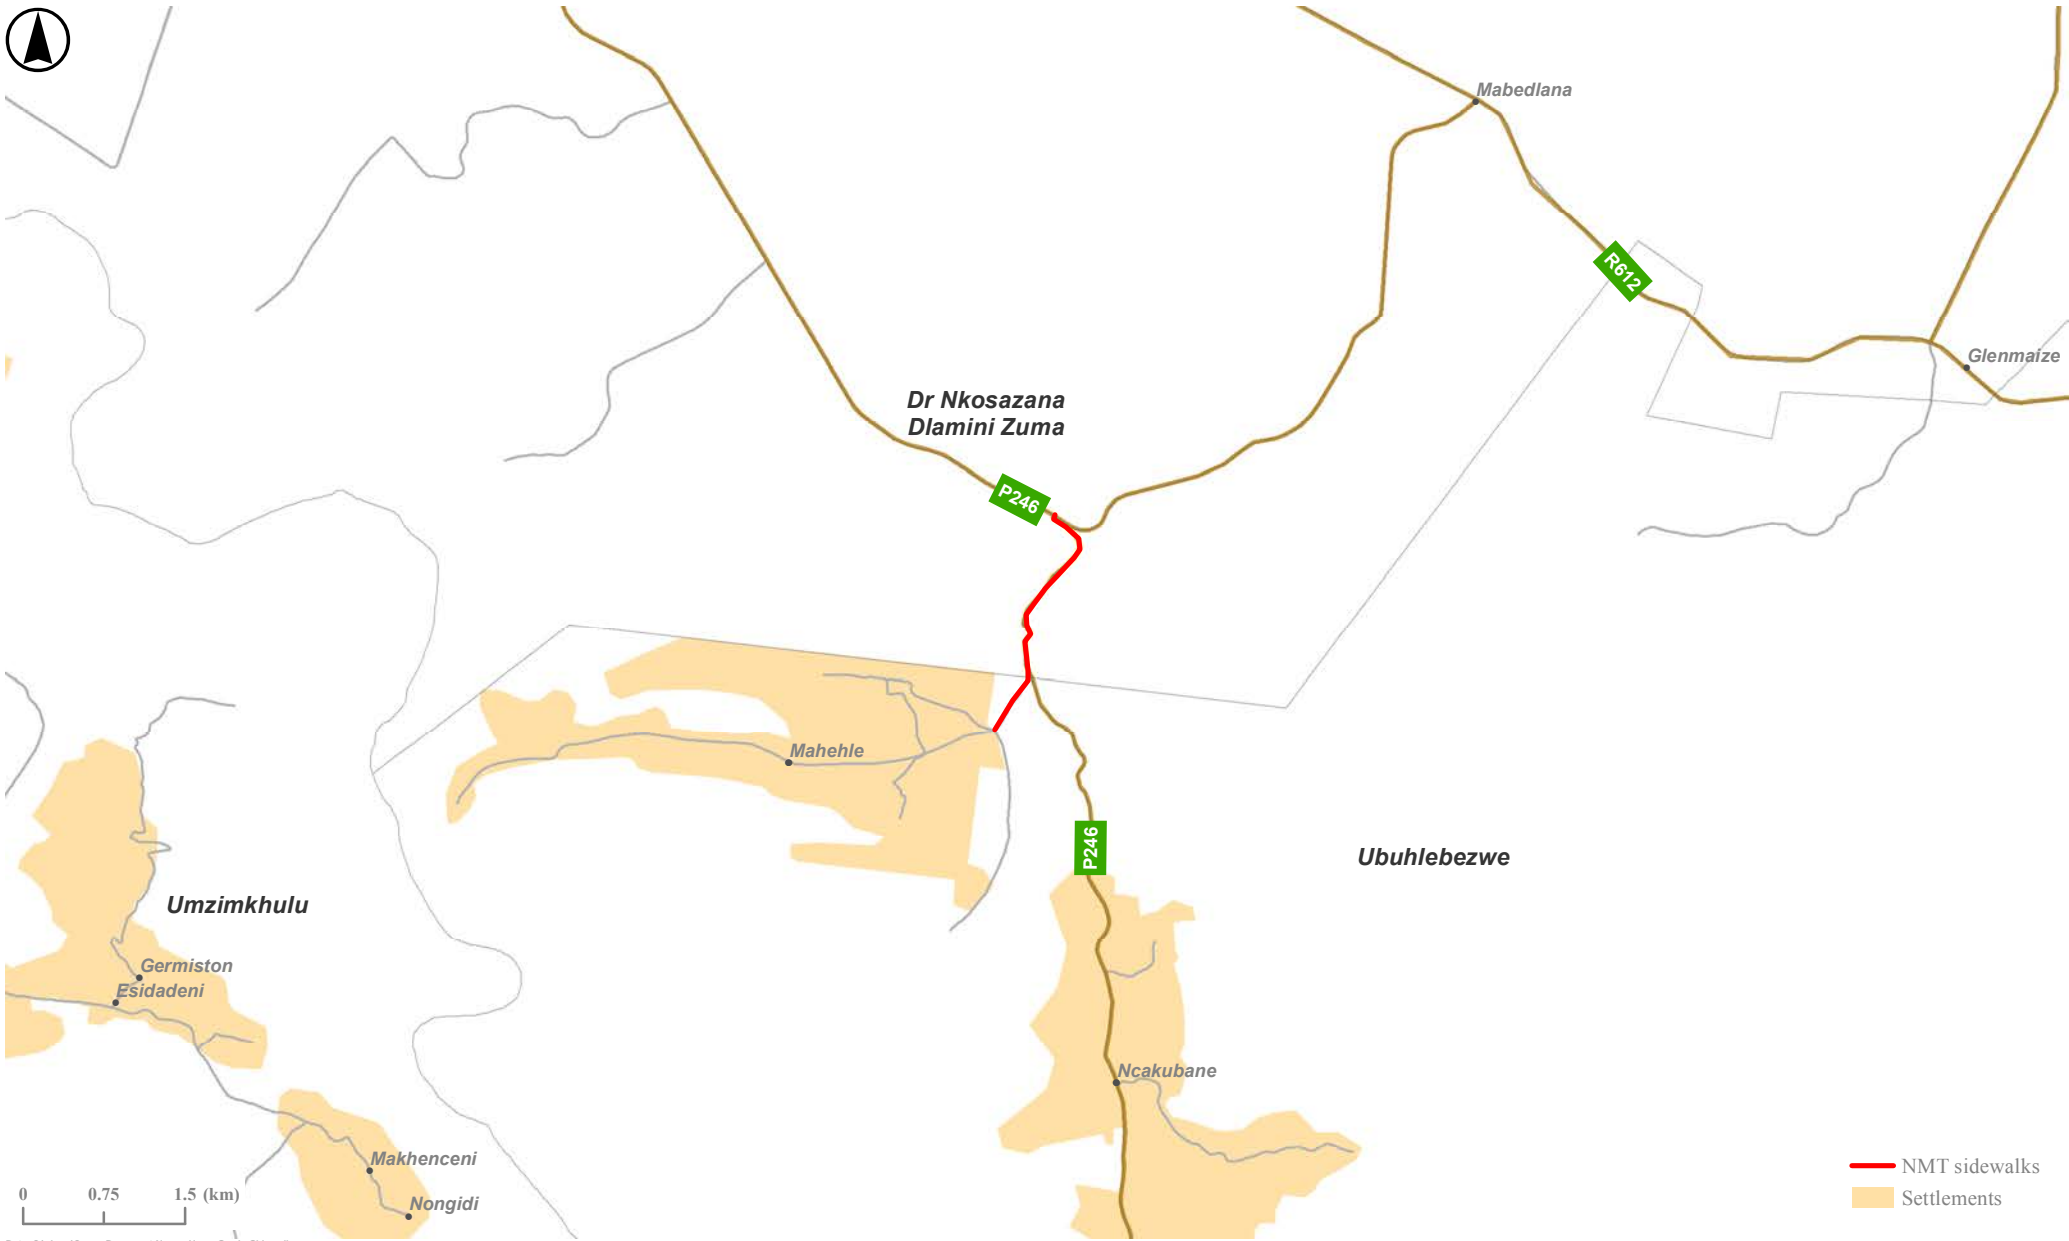 Mabedlana
R612
Glenmaize
Dr Nkosazana
Dlamini Zuma
P246
Mahehle
P246
Ubuhlebezwe
Umzimkhulu
Germiston
Esidadeni
Ncakubane
Makhenceni
Nongidi
0 0.75 1.5 (km)
NMT sidewalks
Settlements